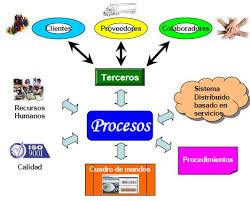 Clientes
Proveedores
Colaboradores
Terceros
Recursos
Humanos
Procesos
Sistema
Distribuido
basado en
servicios
ISO
9001
Calidad
Cuadro de mandos
Procedimientos